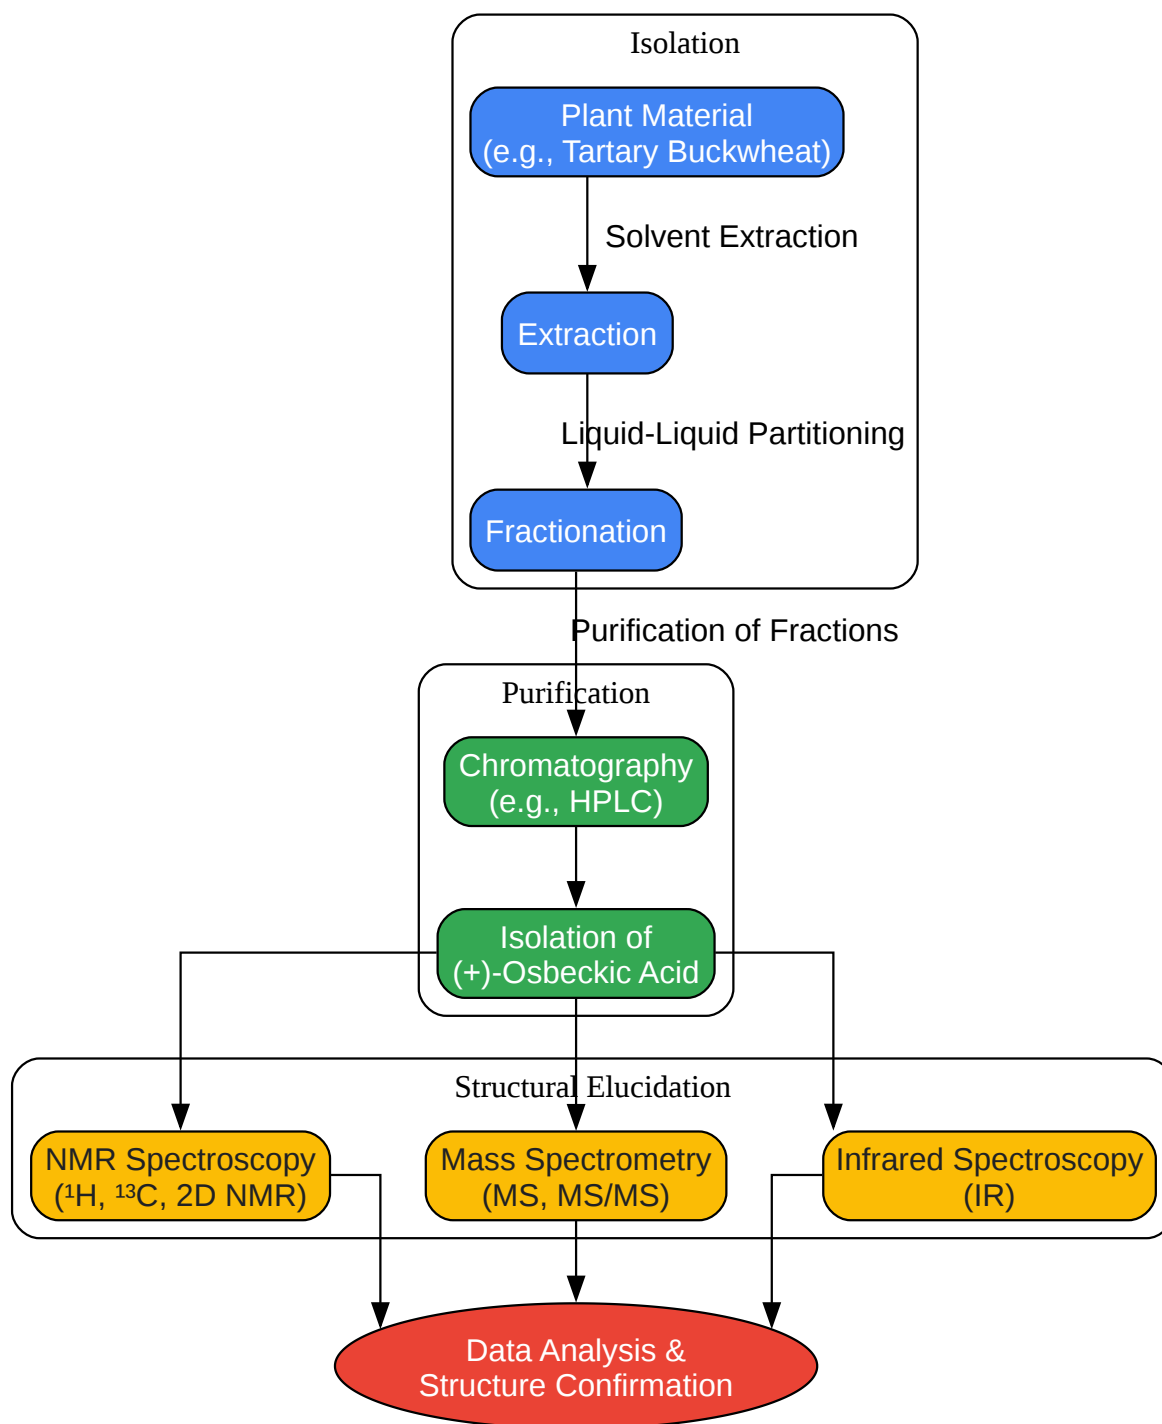 Isolation
Plant Material
(e.g., Tartary Buckwheat)
Solvent Extraction
Extraction
Liquid-Liquid Partitioning
Fractionation
Purification of Fractions
Purification
Chromatography
(e.g., HPLC)
Isolation of
(+)-Osbeckic Acid
Structural Elucidation
NMR Spectroscopy
(¹H, ¹³C, 2D NMR)
Mass Spectrometry
(MS, MS/MS)
Infrared Spectroscopy
(IR)
Data Analysis &
Structure Confirmation